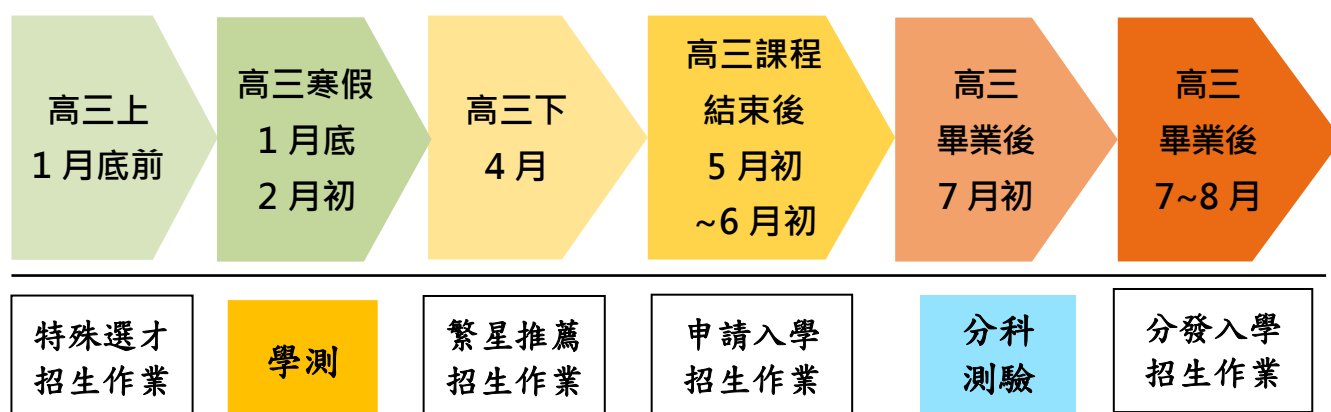 高三上
1 月底前
高三寒假
1 月底
2 月初
高三下
4 月
高三課程
結束後
5 月初
~6 月初
高三
畢業後
7 月初
高三
畢業後
7~8 月
特殊選才
招生作業
學測
繁星推薦
招生作業
申請入學
招生作業
分科
測驗
分發入學
招生作業